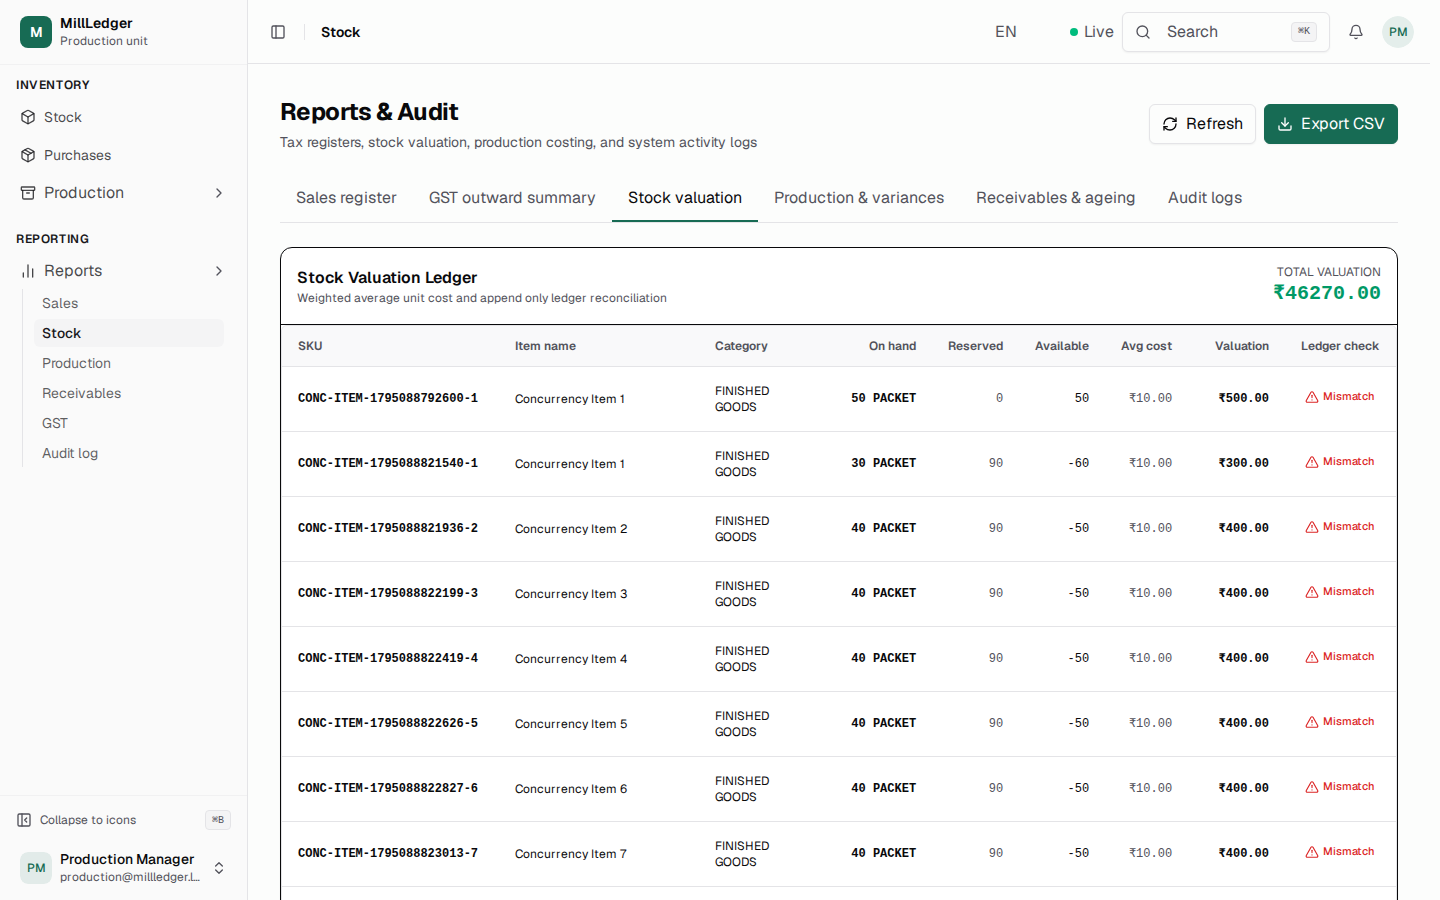 M
MillLedger
Production unit
INVENTORY
Stock
Purchases
Production
REPORTING
Reports
Sales
Stock
Production
Receivables
GST
Audit log
Collapse to icons ⌘B
PM
Production Manager
production@millledger.l...
Stock
EN
Live
Search ⌘K
PM
Reports & Audit
Tax registers, stock valuation, production costing, and system activity logs
Refresh
Export CSV
Sales register GST outward summary Stock valuation Production & variances Receivables & ageing Audit logs
Stock Valuation Ledger
Weighted average unit cost and append only ledger reconciliation
TOTAL VALUATION
₹46270.00
SKU Item name Category On hand Reserved Available Avg cost Valuation Ledger check
CONC-ITEM-1795088792600-1 Concurrency Item 1 FINISHED GOODS 50 PACKET 0 50 ₹10.00 ₹500.00 Mismatch
CONC-ITEM-1795088821540-1 Concurrency Item 1 FINISHED GOODS 30 PACKET 90 -60 ₹10.00 ₹300.00 Mismatch
CONC-ITEM-1795088821936-2 Concurrency Item 2 FINISHED GOODS 40 PACKET 90 -50 ₹10.00 ₹400.00 Mismatch
CONC-ITEM-1795088822199-3 Concurrency Item 3 FINISHED GOODS 40 PACKET 90 -50 ₹10.00 ₹400.00 Mismatch
CONC-ITEM-1795088822419-4 Concurrency Item 4 FINISHED GOODS 40 PACKET 90 -50 ₹10.00 ₹400.00 Mismatch
CONC-ITEM-1795088822626-5 Concurrency Item 5 FINISHED GOODS 40 PACKET 90 -50 ₹10.00 ₹400.00 Mismatch
CONC-ITEM-1795088822827-6 Concurrency Item 6 FINISHED GOODS 40 PACKET 90 -50 ₹10.00 ₹400.00 Mismatch
CONC-ITEM-1795088823013-7 Concurrency Item 7 FINISHED GOODS 40 PACKET 90 -50 ₹10.00 ₹400.00 Mismatch